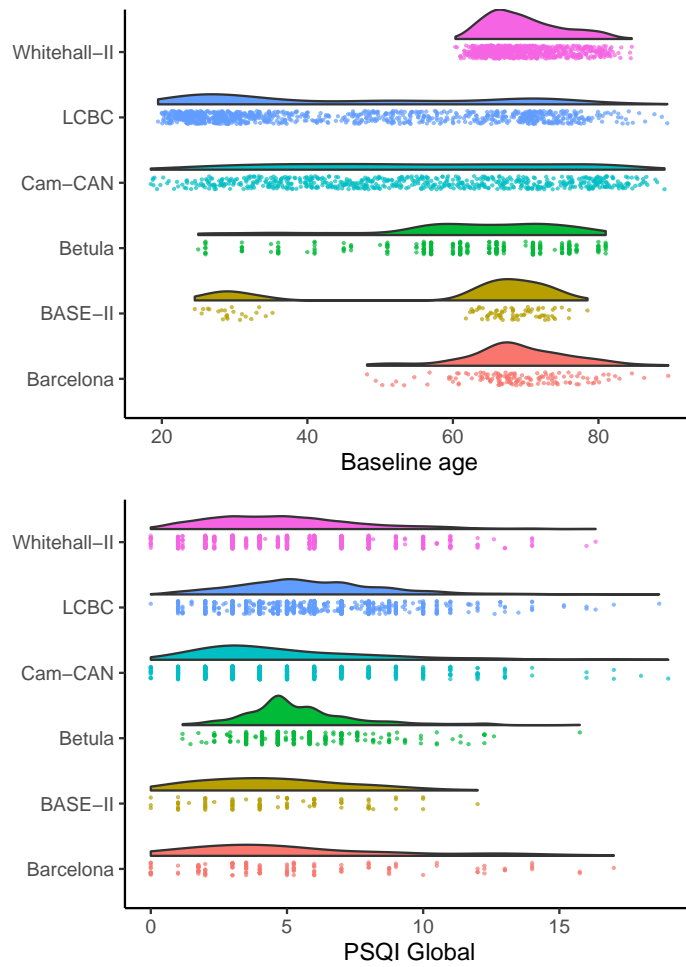 Whitehall−II
LCBC
Cam−CAN
Betula
BASE−II
Barcelona
20 40 60 80
Baseline age
Whitehall−II
LCBC
Cam−CAN
Betula
BASE−II
Barcelona
0 5 10 15
PSQI Global